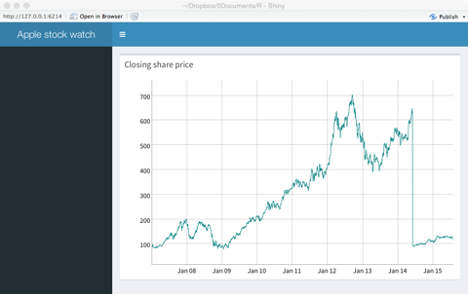 ~/Dropbox/0Documents/R - Shiny
http://127.0.0.1:6214 Open in Browser Publish
Apple stock watch
Closing share price
700
600
500
400
300
200
100
Jan 08 Jan 09 Jan 10 Jan 11 Jan 12 Jan 13 Jan 14 Jan 15